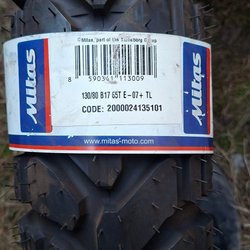 © Mitas, part of the Trelleborg Group
8 590341 113009
130/80 B17 65T E-07+ TL
CODE: 2000024135101
Mitas
Mitas
www.mitas-moto.com